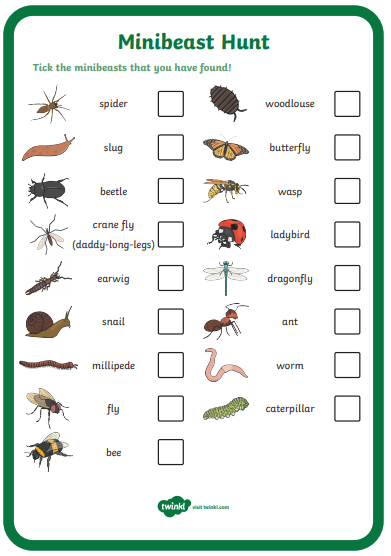 Minibeast Hunt
Tick the minibeasts that you have found!
spider
woodlouse
slug
butterfly
beetle
wasp
crane fly
(daddy-long-legs)
ladybird
earwig
dragonfly
snail
ant
millipede
worm
fly
caterpillar
bee
twinkl visit twinkl.com